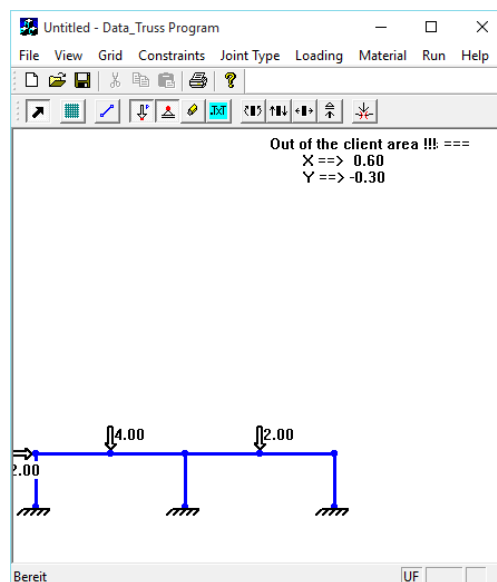 Untitled - Data_Truss Program
File View Grid Constraints Joint Type Loading Material Run Help
TXT
Out of the client area !!!: ===
X ==> 0.60
Y ==> -0.30
4.00 2.00
2.00
Bereit UF